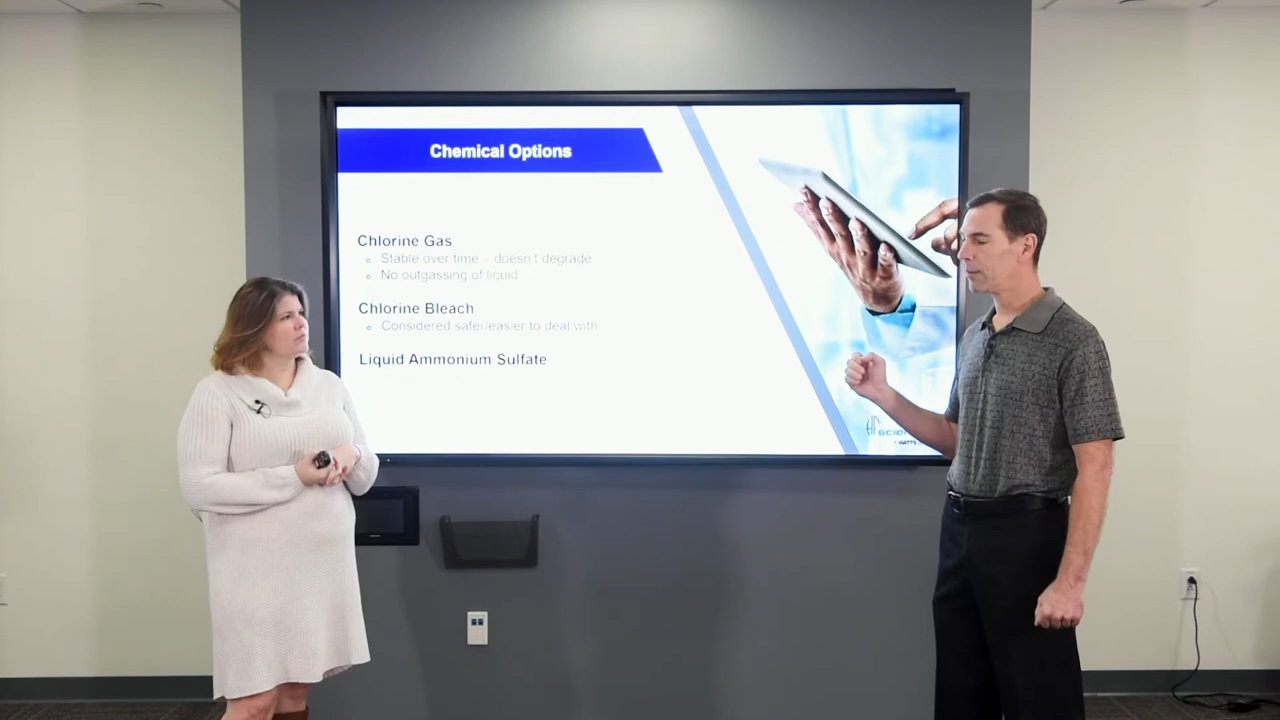 Chemical Options
Chlorine Gas
Stable over time – doesn't degrade
No outgassing of liquid
Chlorine Bleach
Considered safer/easier to deal with
Liquid Ammonium Sulfate
WATTS